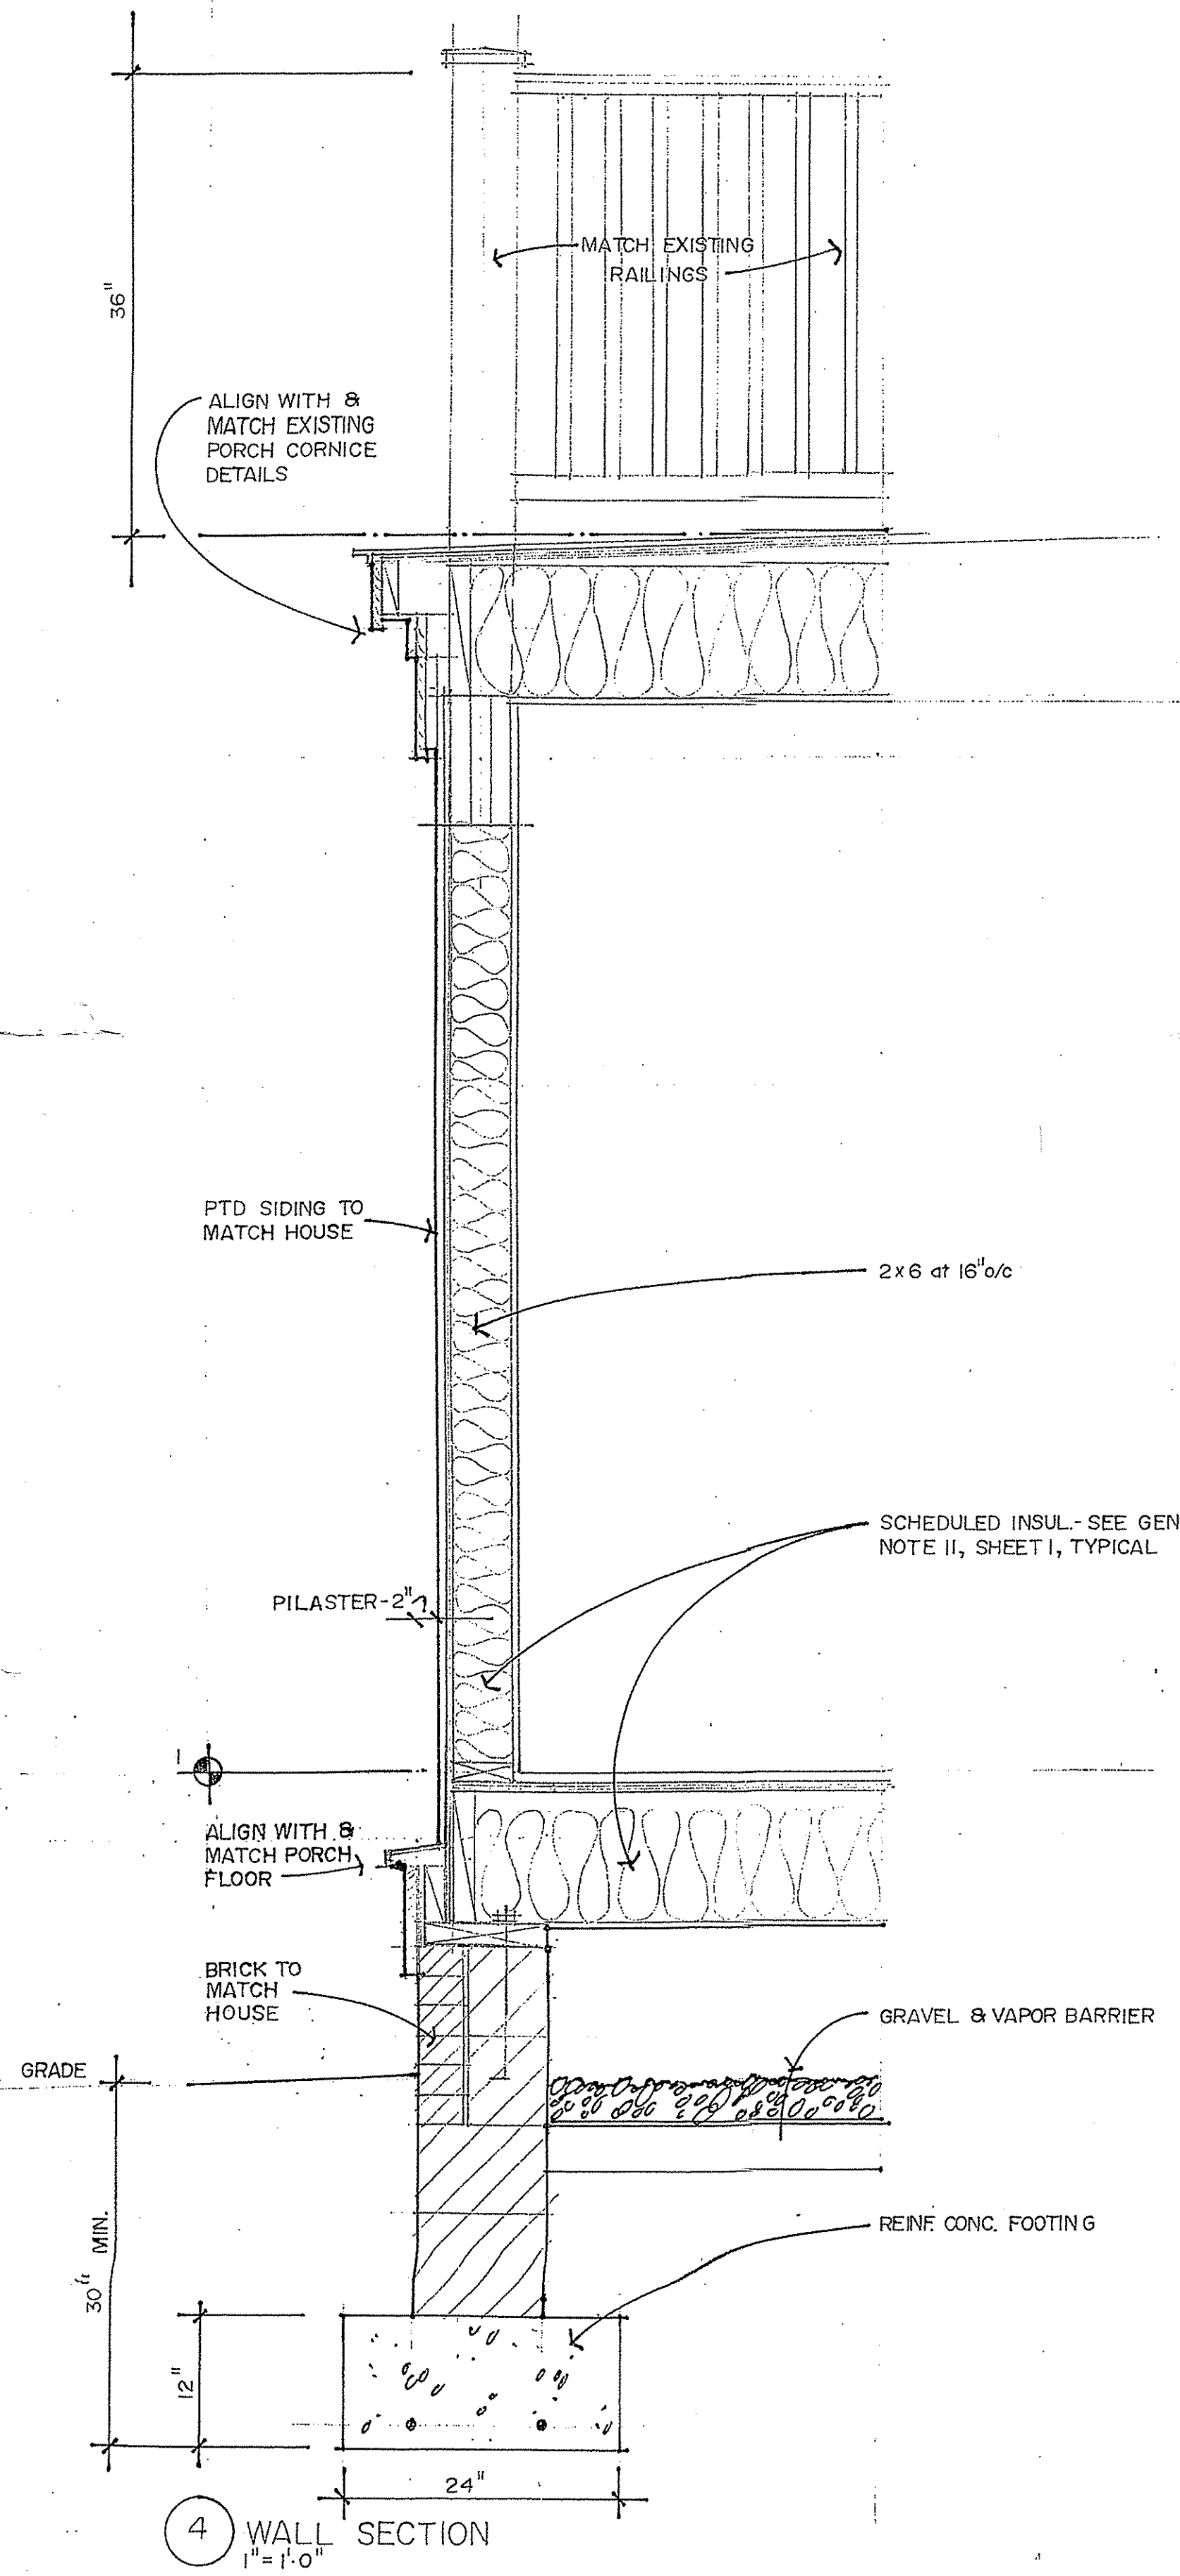 MATCH EXISTING
RAILINGS
36"
ALIGN WITH &
MATCH EXISTING
PORCH CORNICE
DETAILS
PTD SIDING TO
MATCH HOUSE
2x6 at 16"o/c
SCHEDULED INSUL.-SEE GEN
NOTE 11, SHEET 1, TYPICAL
PILASTER-2"
1
ALIGN WITH &
MATCH PORCH
FLOOR
BRICK TO
MATCH
HOUSE
GRAVEL & VAPOR BARRIER
GRADE
REINF. CONC. FOOTING
30" MIN.
12"
24"
4 WALL SECTION
1"=1'-0"